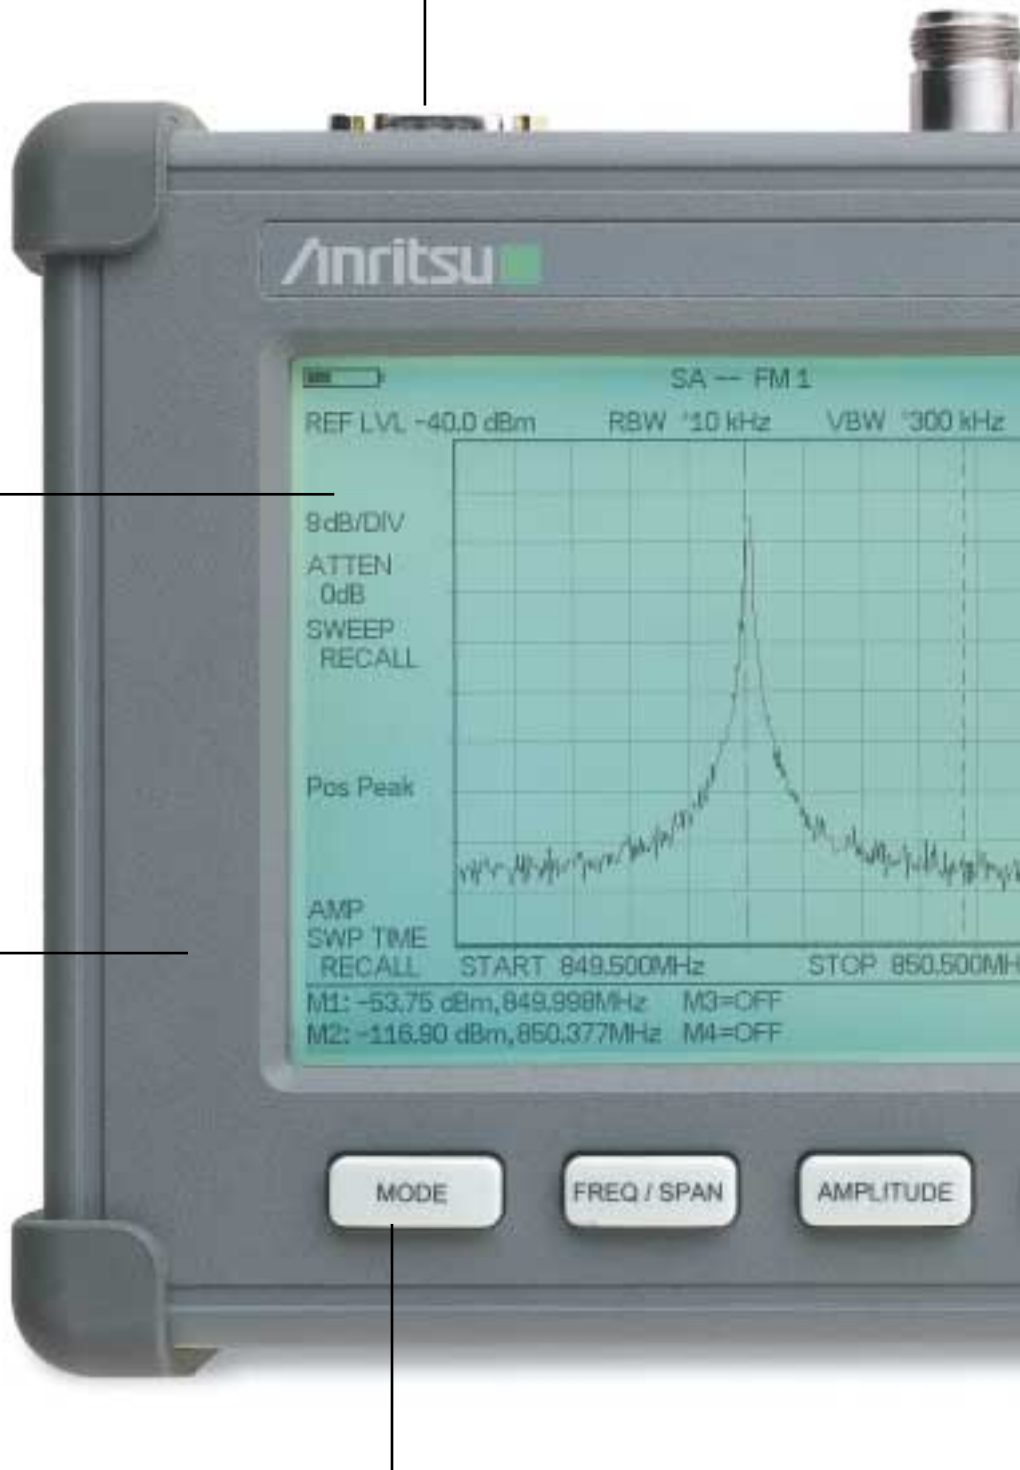 Anritsu
SA -- FM 1
REF LVL -40.0 dBm RBW *10 kHz VBW *300 kHz
9dB/DIV
ATTEN
0dB
SWEEP
RECALL
Pos Peak
AMP
SWP TIME
RECALL START 849.500MHz STOP 850.500MH
M1: -53.75 dBm,849.998MHz M3=OFF
M2: -116.90 dBm,850.377MHz M4=OFF
MODE FREQ / SPAN AMPLITUDE